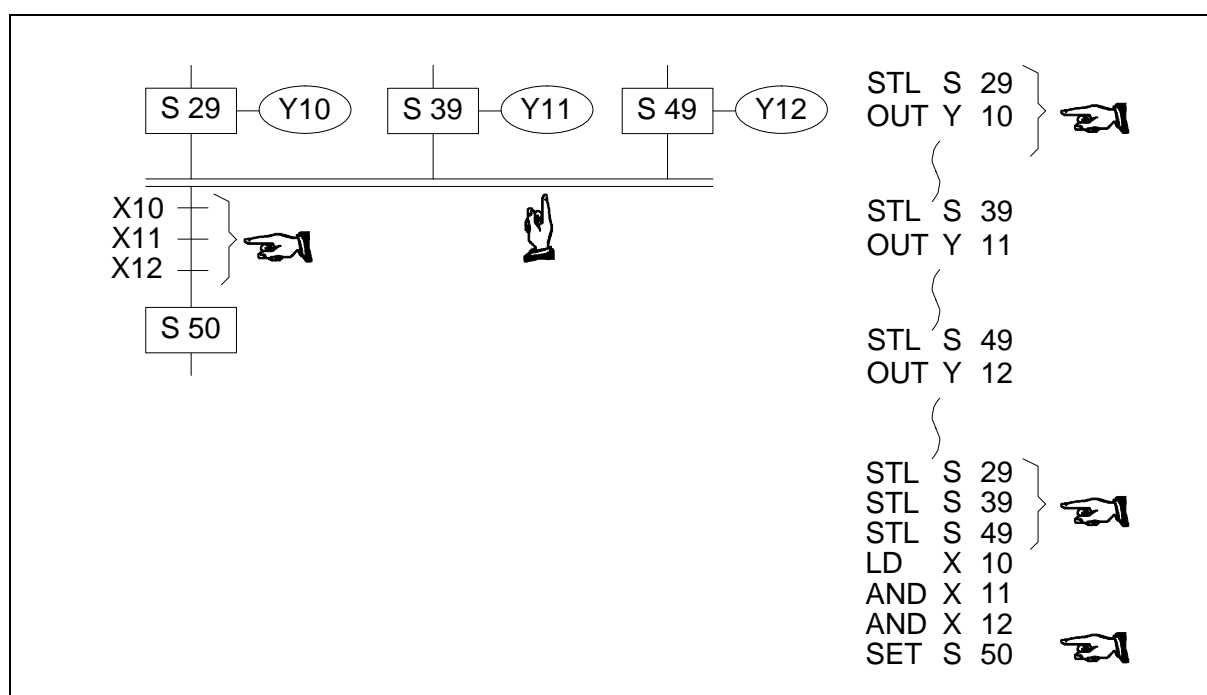 S 29 Y10 S 39 Y11 S 49 Y12
X10
X11
X12
S 50
STL S 29
OUT Y 10
STL S 39
OUT Y 11
STL S 49
OUT Y 12
STL S 29
STL S 39
STL S 49
LD X 10
AND X 11
AND X 12
SET S 50